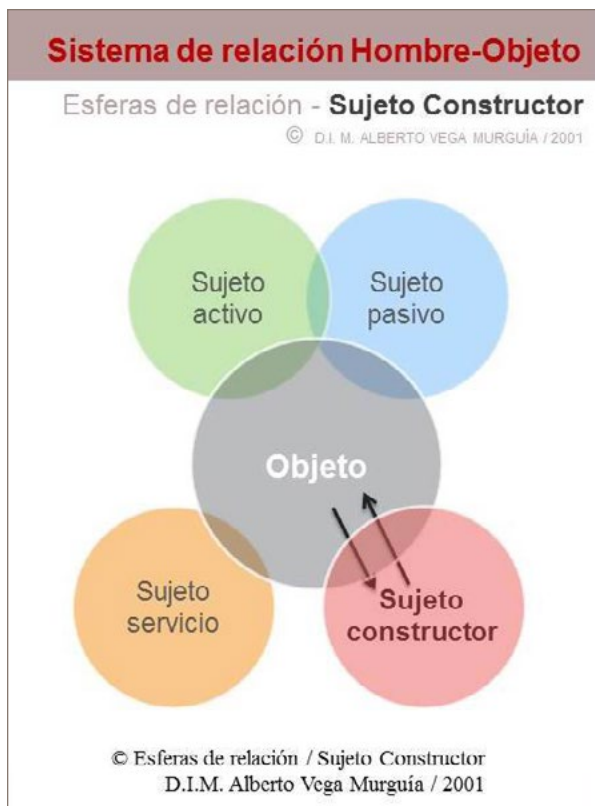 Sistema de relación Hombre-Objeto
Esferas de relación - Sujeto Constructor
© D.I. M. ALBERTO VEGA MURGUÍA / 2001
Sujeto
activo
Sujeto
pasivo
Objeto
Sujeto
servicio
Sujeto
constructor
© Esferas de relación / Sujeto Constructor
D.I.M. Alberto Vega Murguía / 2001